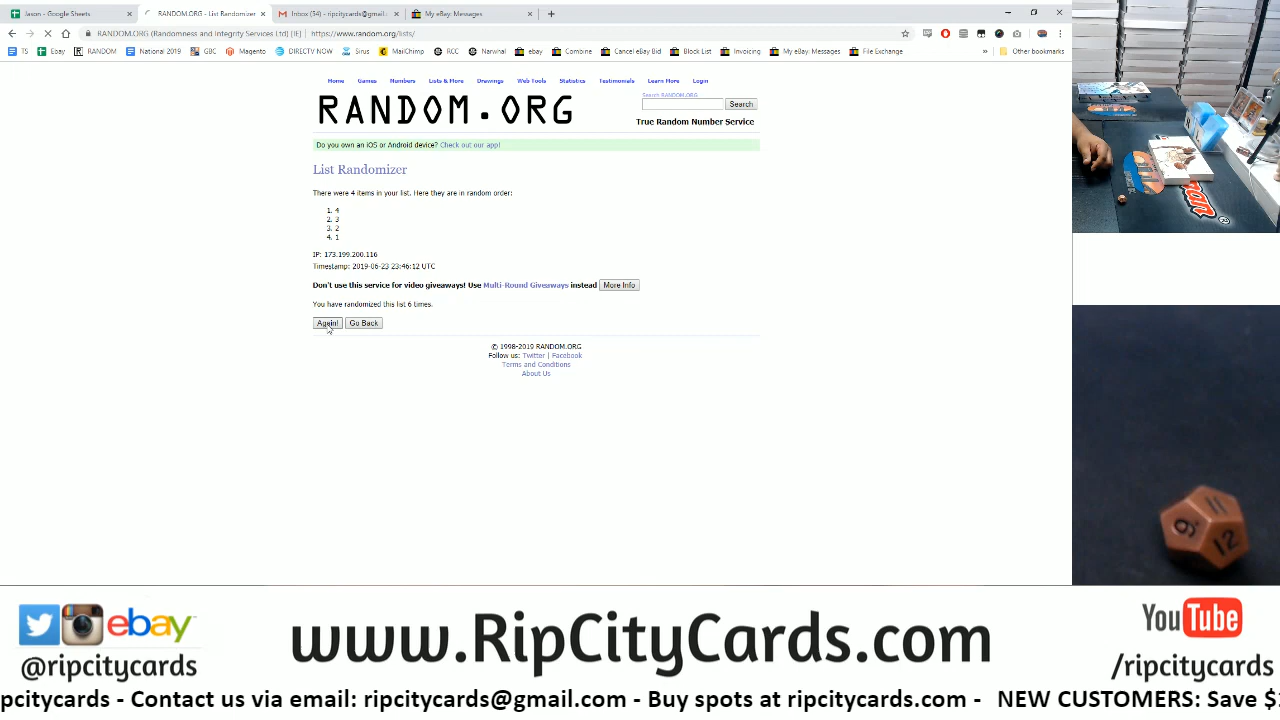 Jason - Google Sheets
RANDOM.ORG - List Randomizer
Inbox (54) - ripcitycards@gmail.
My eBay: Messages
RANDOM.ORG (Randomness and Integrity Services Ltd) [IE] | https://www.random.org/lists/
TS Ebay RANDOM National 2019 GBC Magento DIRECTV NOW Sirus MailChimp RCC Narwhal ebay Combine Cancel eBay Bid Block List Invoicing My eBay: Messages File Exchange » Other bookmarks
Home Games Numbers Lists & More Drawings Web Tools Statistics Testimonials Learn More Login
RANDOM.ORG
Search RANDOM.ORG
Search
True Random Number Service
Do you own an iOS or Android device? Check out our app!
List Randomizer
There were 4 items in your list. Here they are in random order:
1. 4
2. 3
3. 2
4. 1
IP: 173.199.200.116
Timestamp: 2019-06-23 23:46:12 UTC
Don't use this service for video giveaways! Use Multi-Round Giveaways instead More Info
You have randomized this list 6 times.
Again! Go Back
© 1998-2019 RANDOM.ORG
Follow us: Twitter | Facebook
Terms and Conditions
About Us
9 11
12
ebay
@ripcitycards
www.RipCityCards.com
YouTube
/ripcitycards
pcitycards - Contact us via email: ripcitycards@gmail.com - Buy spots at ripcitycards.com - NEW CUSTOMERS: Save $